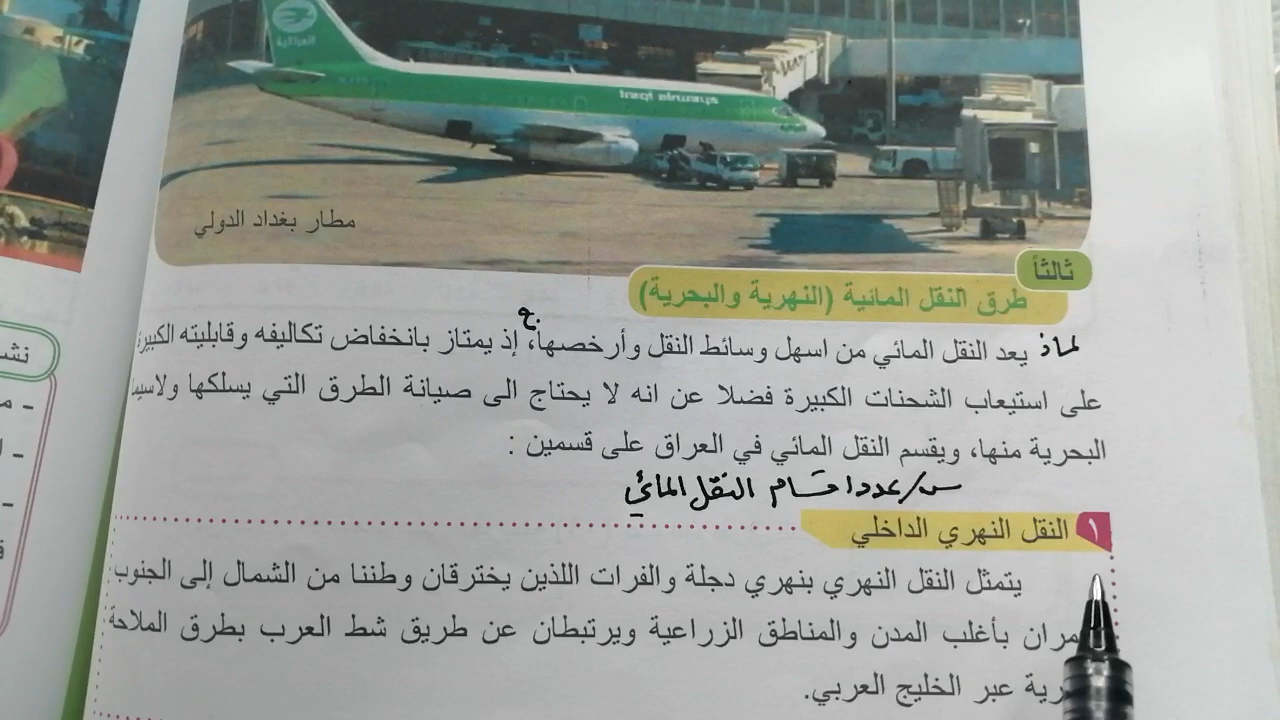 العراقية
IRAQI AIRWAYS
مطار بغداد الدولي
ثالثاً
طرق النقل المائية (النهرية والبحرية)
لماذا يعد النقل المائي من اسهل وسائط النقل وأرخصها، ج إذ يمتاز بانخفاض تكاليفه وقابليته الكبيرة
على استيعاب الشحنات الكبيرة فضلا عن انه لا يحتاج الى صيانة الطرق التي يسلكها ولاسيما
البحرية منها، ويقسم النقل المائي في العراق على قسمين :
س/ عدد اقسام النقل المائي
١ النقل النهري الداخلي
يتمثل النقل النهري بنهري دجلة والفرات اللذين يخترقان وطننا من الشمال إلى الجنوب
بأغلب المدن والمناطق الزراعية ويرتبطان عن طريق شط العرب بطرق الملاحة
عبر الخليج العربي.